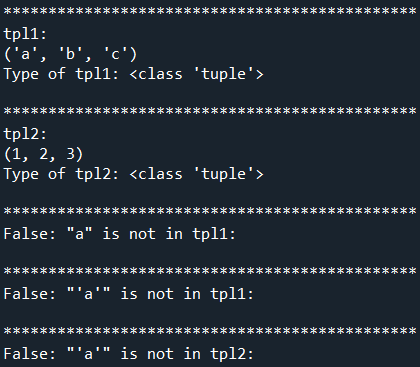 **********************************************
tpl1:
('a', 'b', 'c')
Type of tpl1: <class 'tuple'>
**********************************************
tpl2:
(1, 2, 3)
Type of tpl2: <class 'tuple'>
**********************************************
False: "a" is not in tpl1:
**********************************************
False: "'a'" is not in tpl1:
**********************************************
False: "'a'" is not in tpl2: